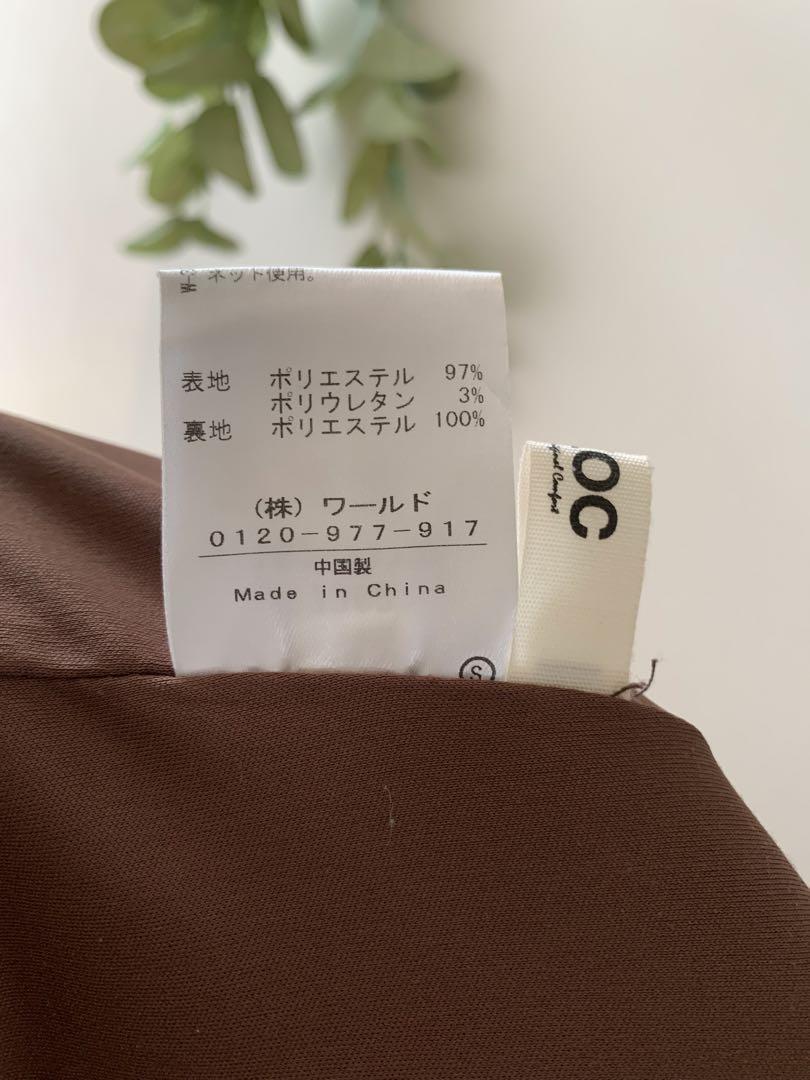 ネット使用。
表地 ポリエステル 97%
ポリウレタン 3%
裏地 ポリエステル 100%
(株) ワールド
0120-977-917
中国製
Made in China
S
OC